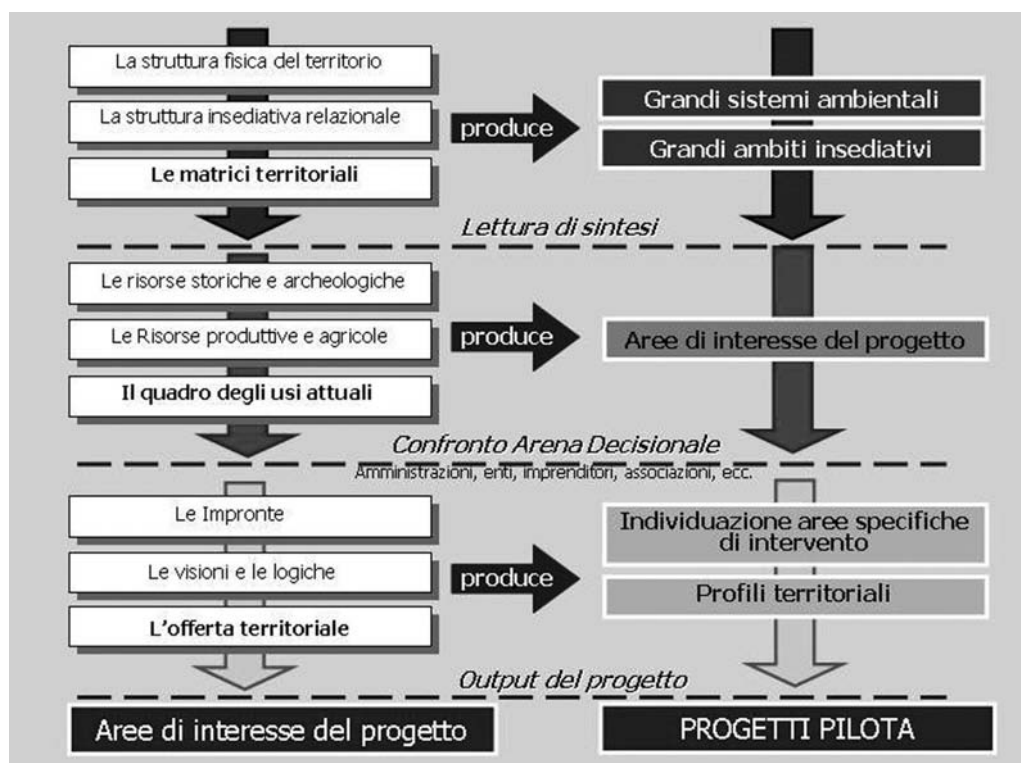 La struttura fisica del territorio
La struttura insediativa relazionale
Le matrici territoriali
produce
Grandi sistemi ambientali
Grandi ambiti insediativi
Lettura di sintesi
Le risorse storiche e archeologiche
Le Risorse produttive e agricole
Il quadro degli usi attuali
produce
Aree di interesse del progetto
Confronto Arena Decisionale
Amministrazioni, enti, imprenditori, associazioni, ecc.
Le Impronte
Le visioni e le logiche
L'offerta territoriale
produce
Individuazione aree specifiche
di intervento
Profili territoriali
Output del progetto
Aree di interesse del progetto
PROGETTI PILOTA